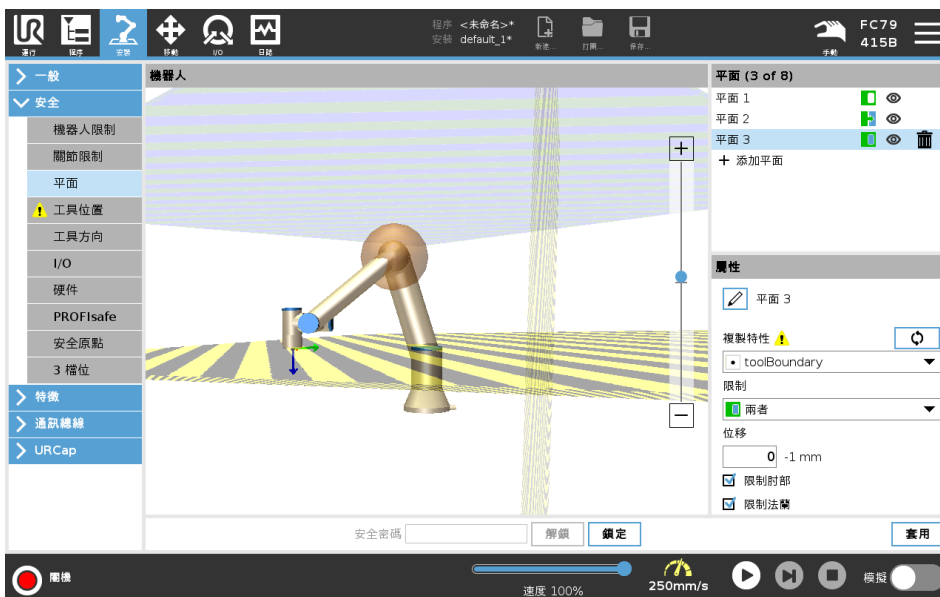 運行
程序
安裝
移動
I/O
日誌
程序 <未命名>*
安裝 default_1*
新建...
打開...
保存...
手動
FC79
415B
一般
安全
機器人限制
關節限制
平面
工具位置
工具方向
I/O
硬件
PROFIsafe
安全原點
3 檔位
特徵
通訊總線
URCap
機器人
平面 (3 of 8)
平面 1
平面 2
平面 3
添加平面
屬性
平面 3
複製特性
toolBoundary
限制
兩者
位移
0 -1 mm
限制肘部
限制法蘭
安全密碼
解鎖
鎖定
套用
關機
速度 100%
250mm/s
模擬